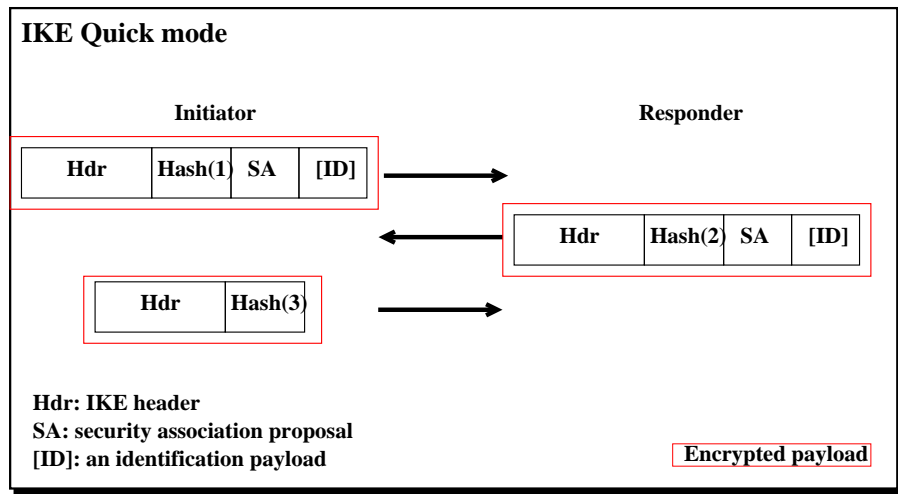 IKE Quick mode
Initiator Responder
Hdr Hash(1) SA [ID]
Hdr Hash(2) SA [ID]
Hdr Hash(3)
Hdr: IKE header
SA: security association proposal
[ID]: an identification payload
Encrypted payload